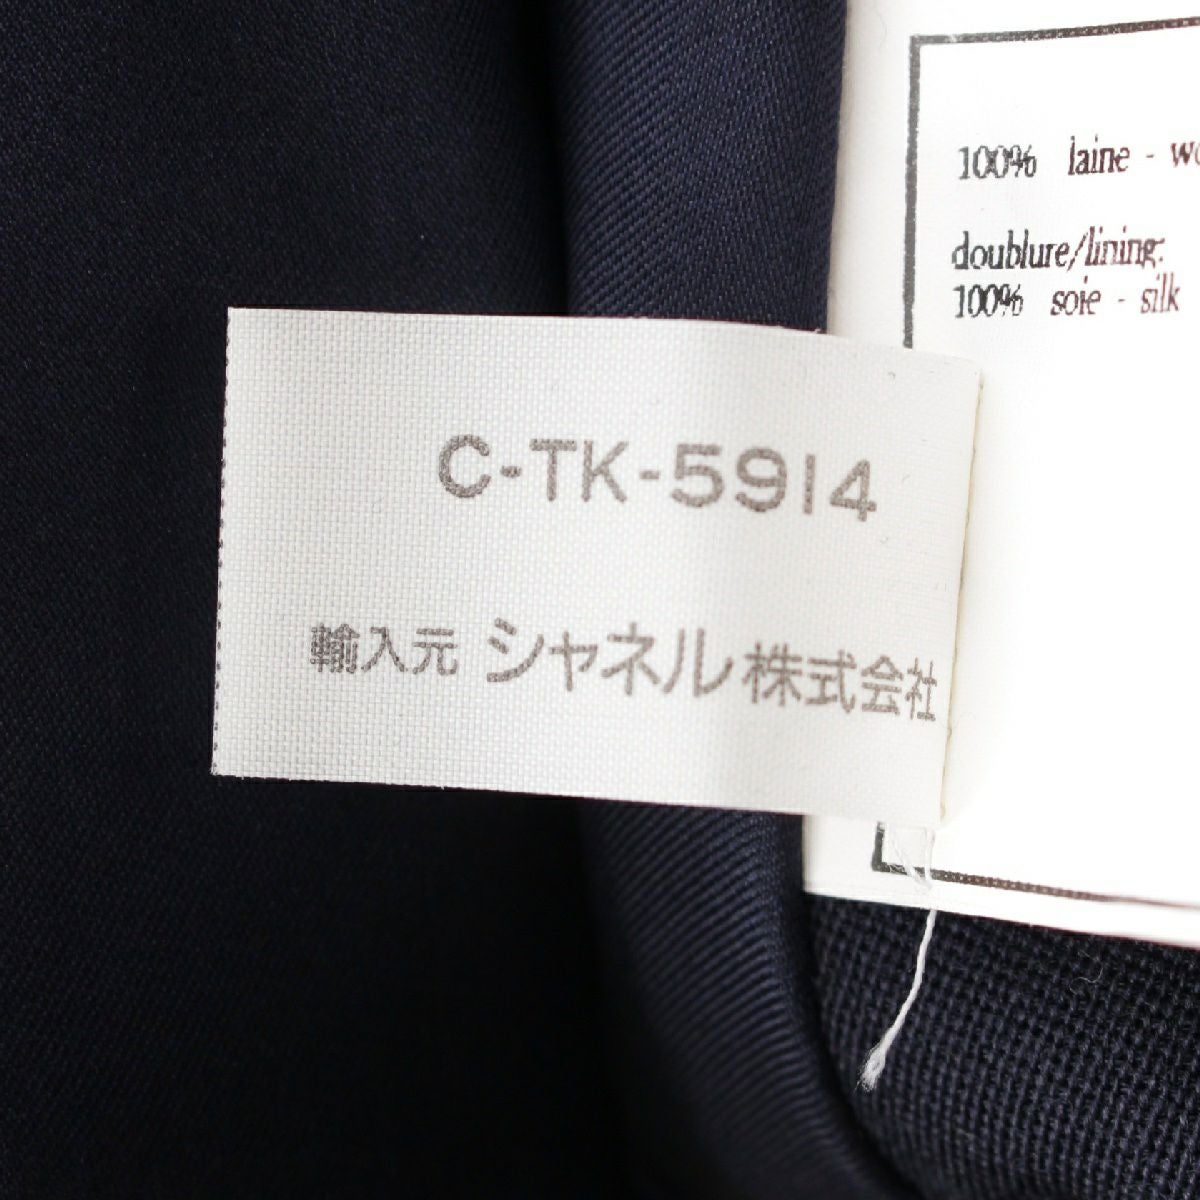 100% laine -
doublure/lining:
100% soie - silk
C-TK-5914
輸入元 シャネル株式会社